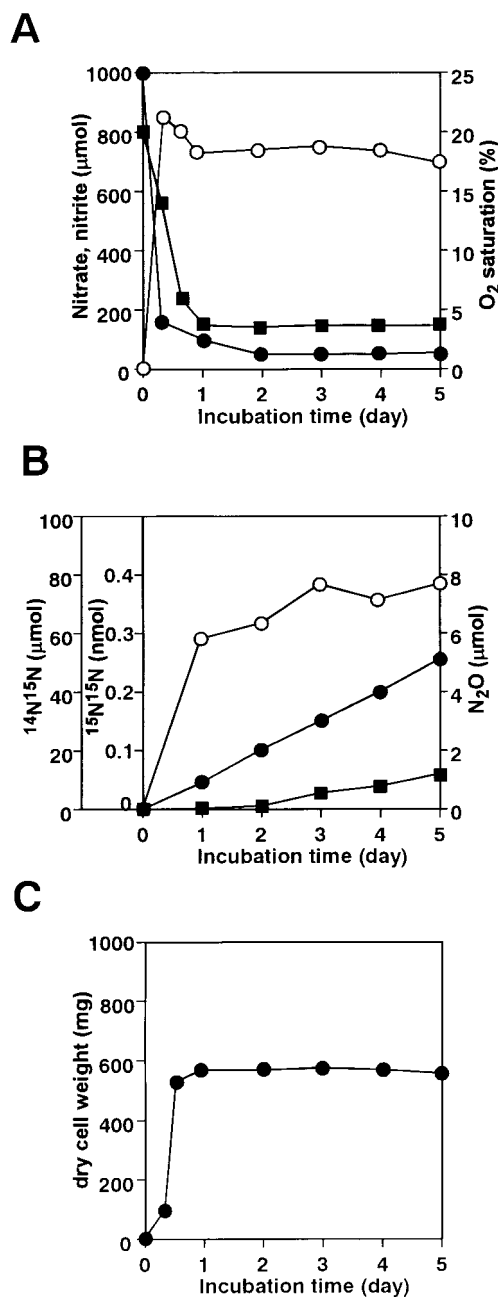 A
Nitrate, nitrite (μmol)
1000
800
600
400
200
0
25
20
15
10
5
0
O2 saturation (%)
0 1 2 3 4 5
Incubation time (day)
B
14N15N (μmol)
100
80
60
40
20
0
15N15N (nmol)
0.4
0.3
0.2
0.1
0
10
8
6
4
2
0
N2O (μmol)
0 1 2 3 4 5
Incubation time (day)
C
dry cell weight (mg)
1000
800
600
400
200
0
0 1 2 3 4 5
Incubation time (day)